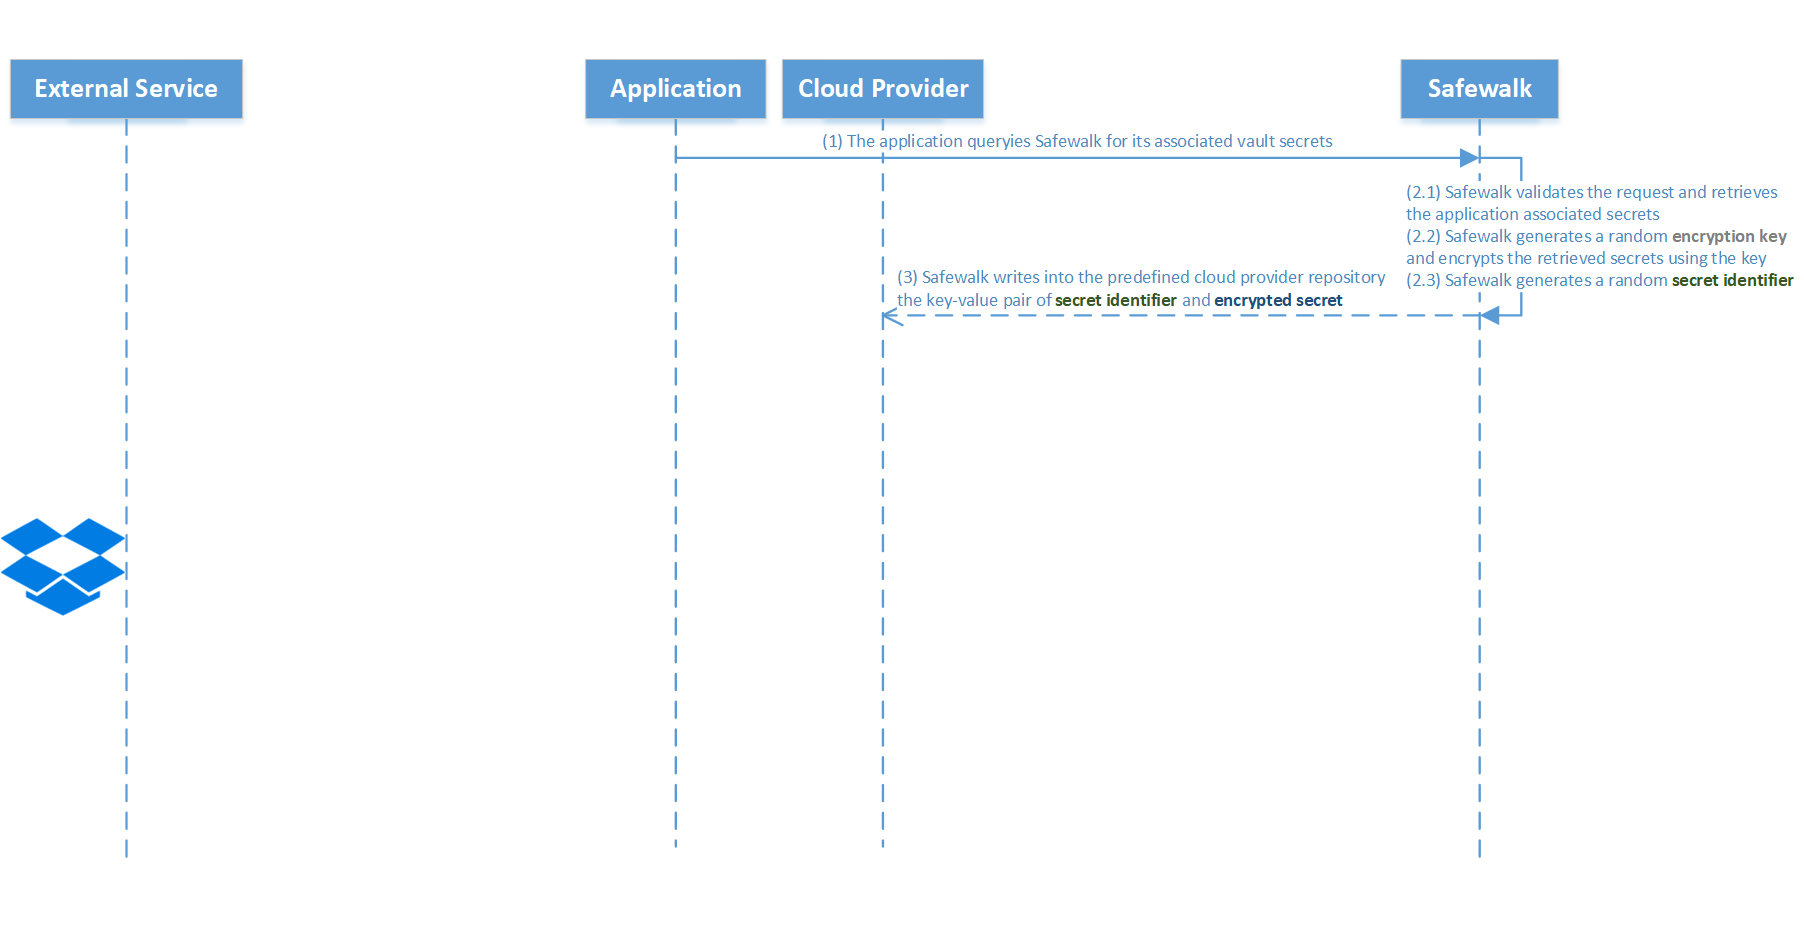 External Service
Application
Cloud Provider
Safewalk
(1) The application queryies Safewalk for its associated vault secrets
(2.1) Safewalk validates the request and retrieves
the application associated secrets
(2.2) Safewalk generates a random encryption key
and encrypts the retrieved secrets using the key
(2.3) Safewalk generates a random secret identifier
(3) Safewalk writes into the predefined cloud provider repository
the key-value pair of secret identifier and encrypted secret